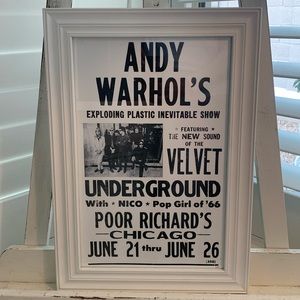 ANDY
WARHOL'S
EXPLODING PLASTIC INEVITABLE SHOW
★ FEATURING ★
THE NEW SOUND
OF THE
VELVET
UNDERGROUND
With ★ NICO ★ Pop Girl of '66
POOR RICHARD'S
CHICAGO
JUNE 21 thru JUNE 26